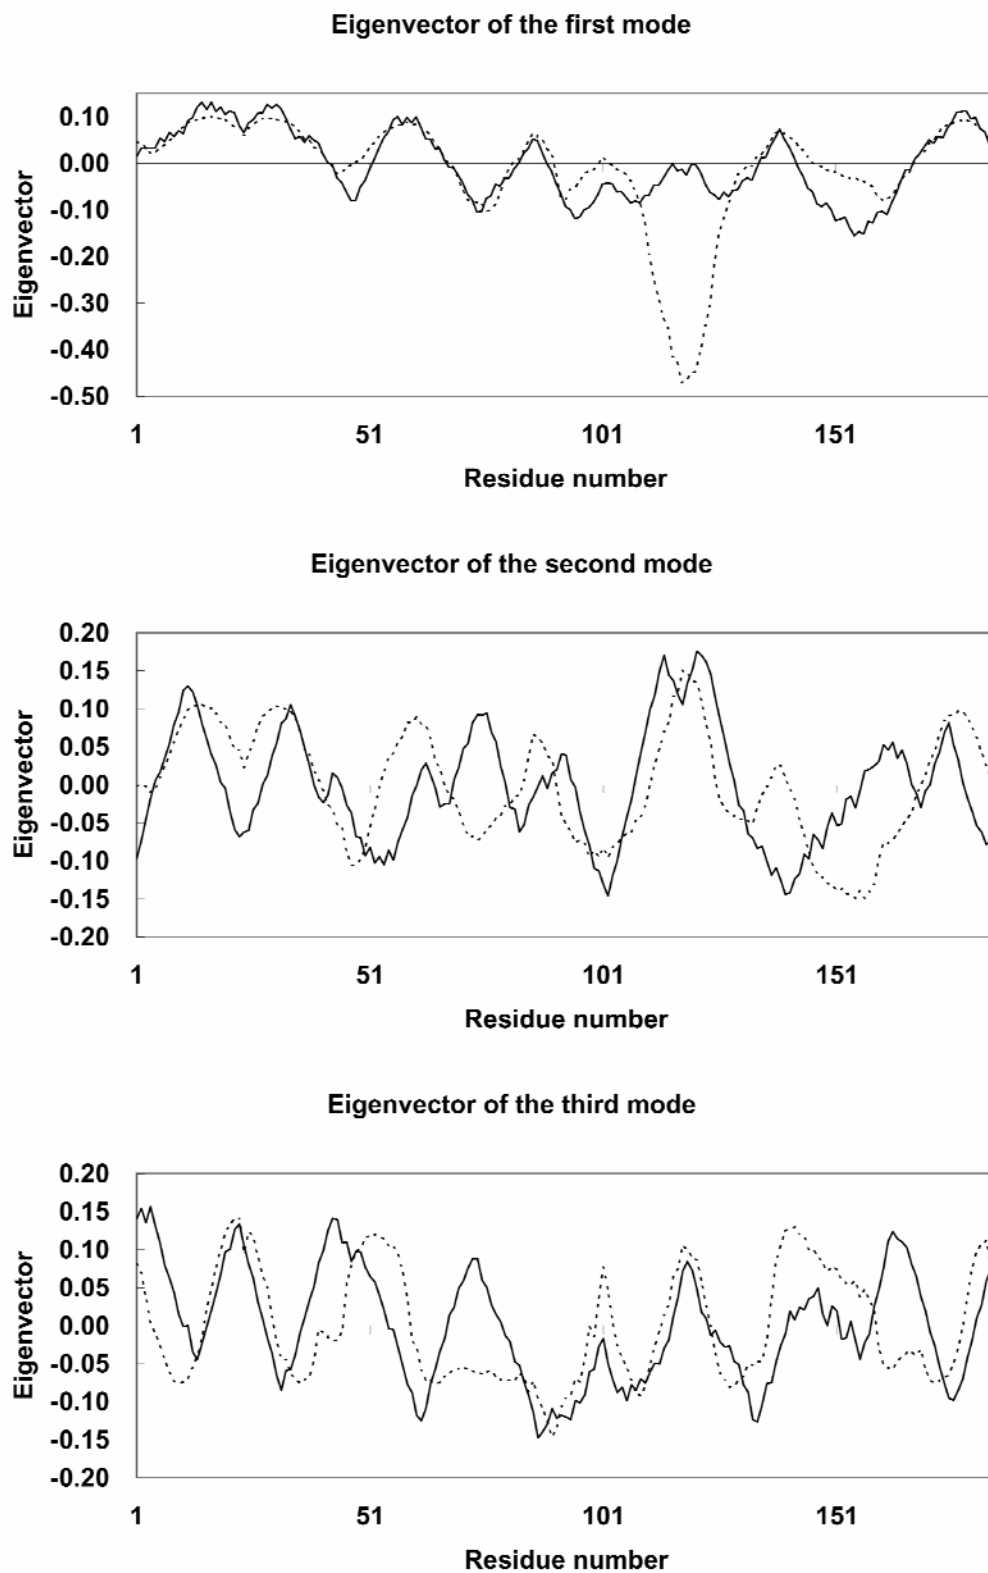 Eigenvector of the first mode
Eigenvector
0.10
0.00
-0.10
-0.20
-0.30
-0.40
-0.50
1 51 101 151
Residue number
Eigenvector of the second mode
Eigenvector
0.20
0.15
0.10
0.05
0.00
-0.05
-0.10
-0.15
-0.20
1 51 101 151
Residue number
Eigenvector of the third mode
Eigenvector
0.20
0.15
0.10
0.05
0.00
-0.05
-0.10
-0.15
-0.20
1 51 101 151
Residue number